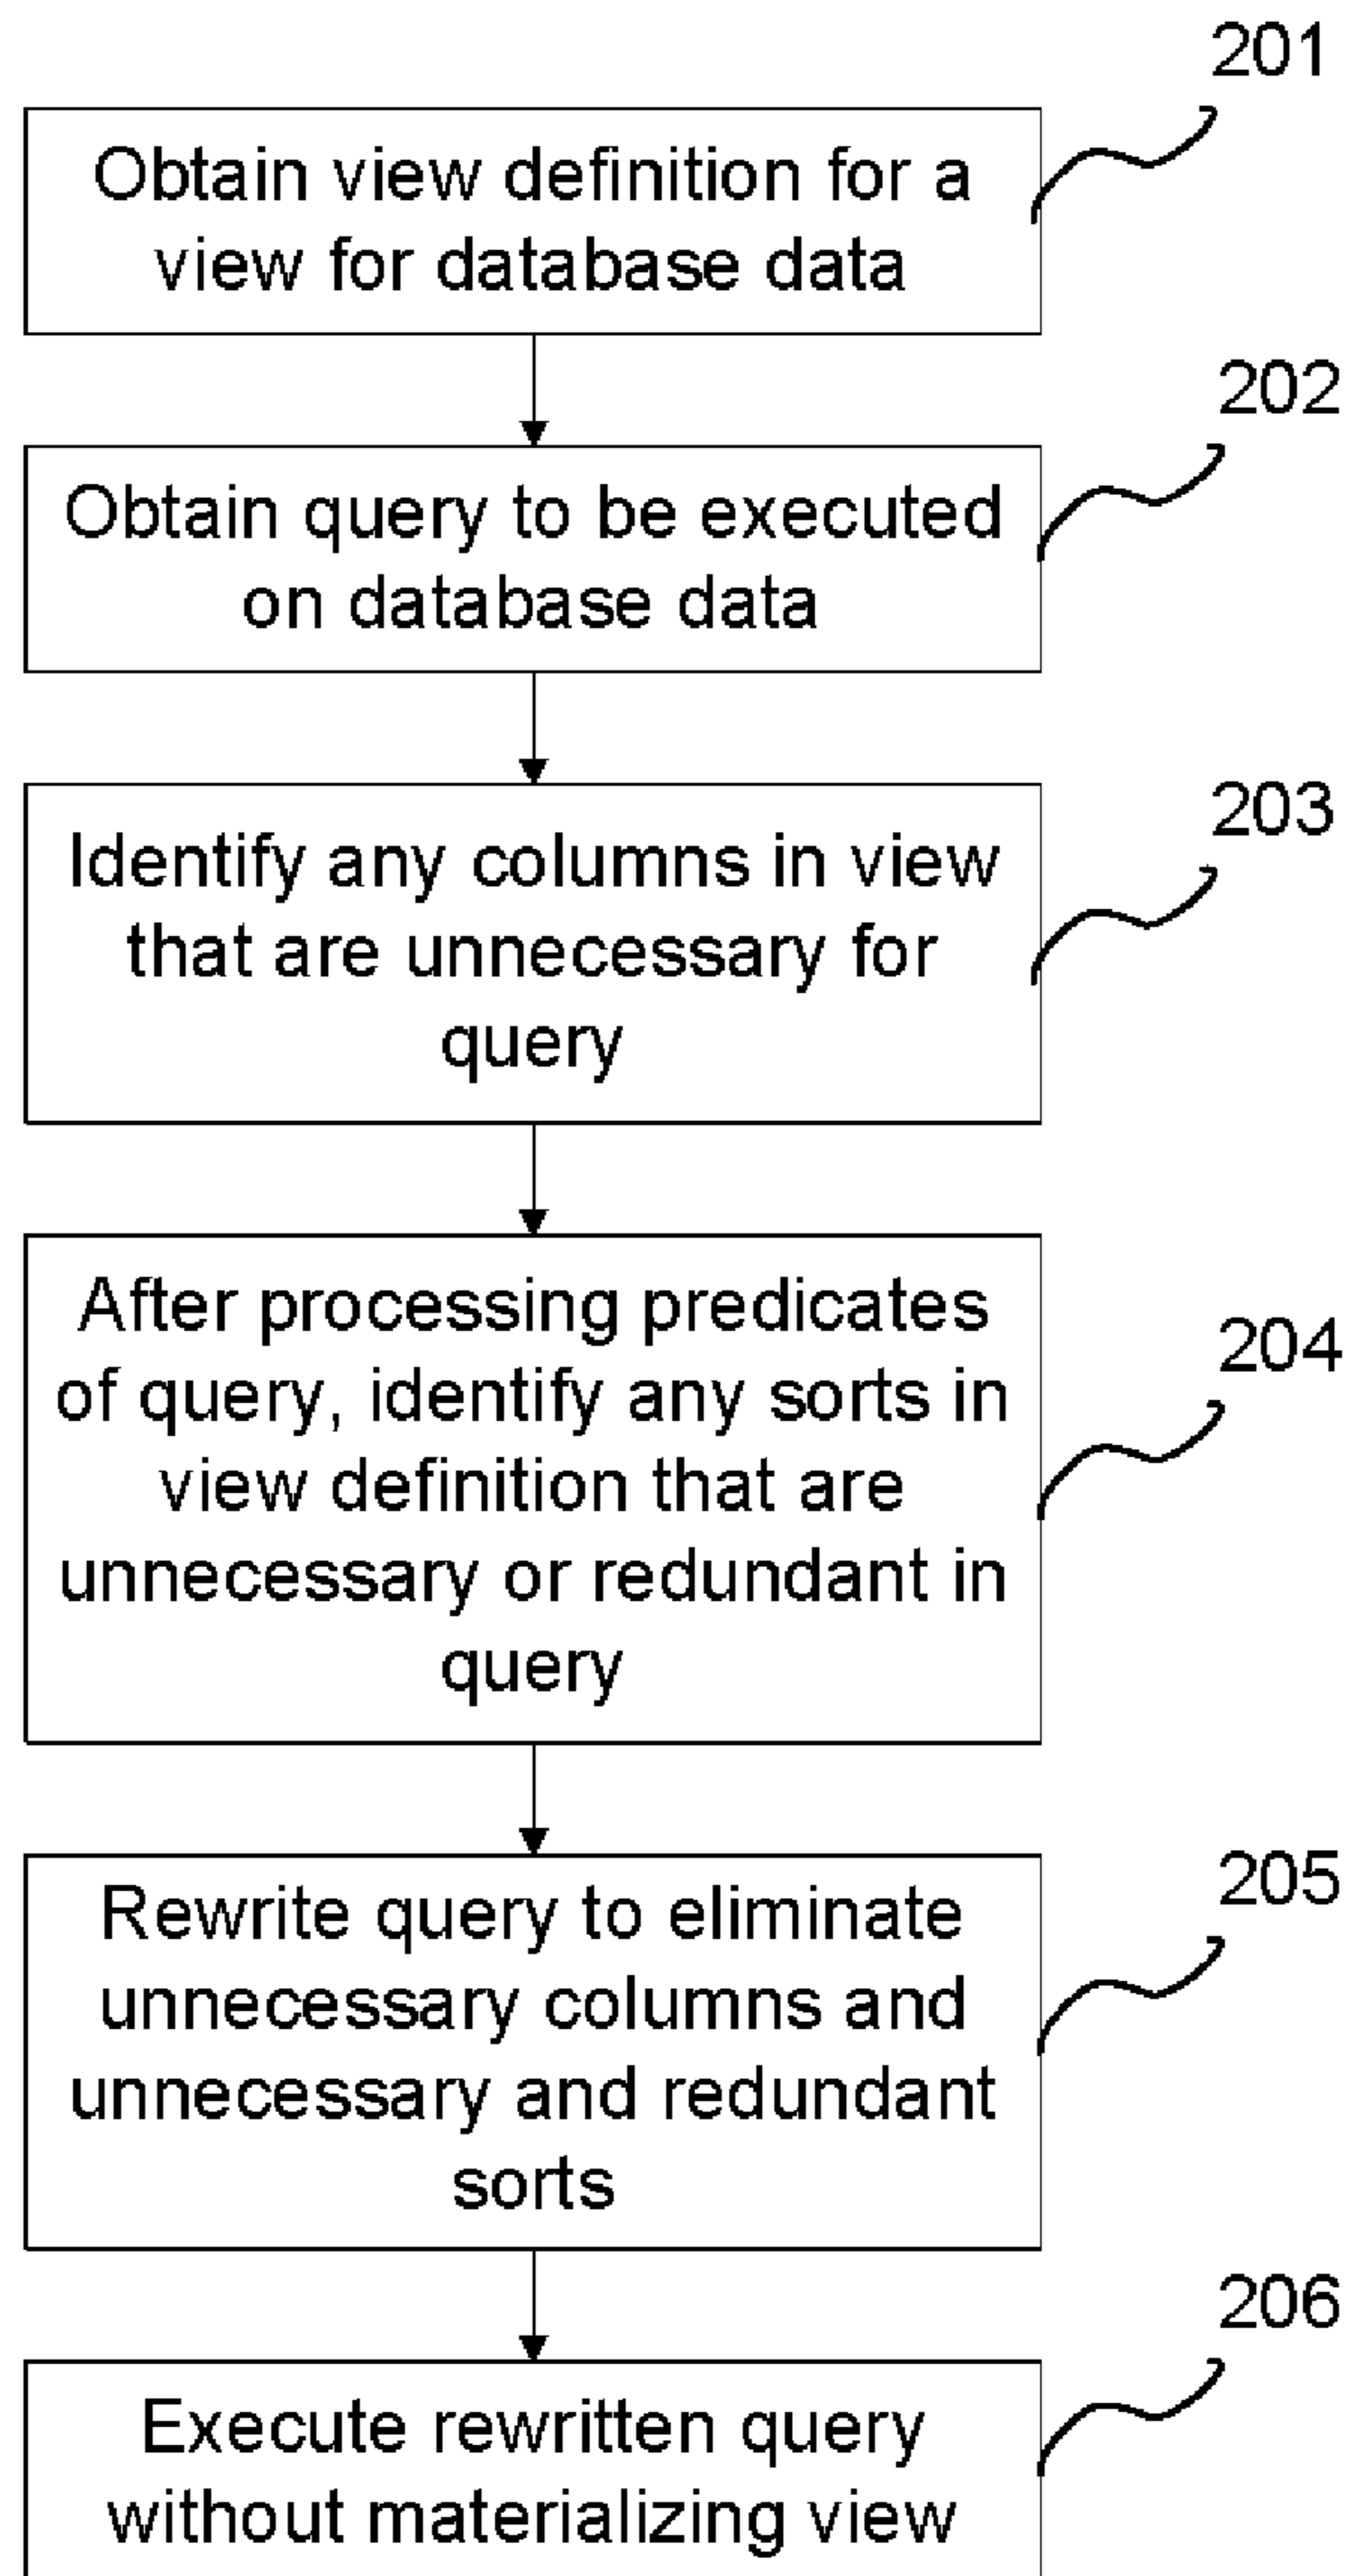 201
Obtain view definition for a
view for database data
202
Obtain query to be executed
on database data
203
Identify any columns in view
that are unnecessary for
query
After processing predicates
204
of query, identify any sorts in
view definition that are
unnecessary or redundant in
query
205
Rewrite query to eliminate
unnecessary columns and
unnecessary and redundant
sorts
206
Execute rewritten query
without materializing view